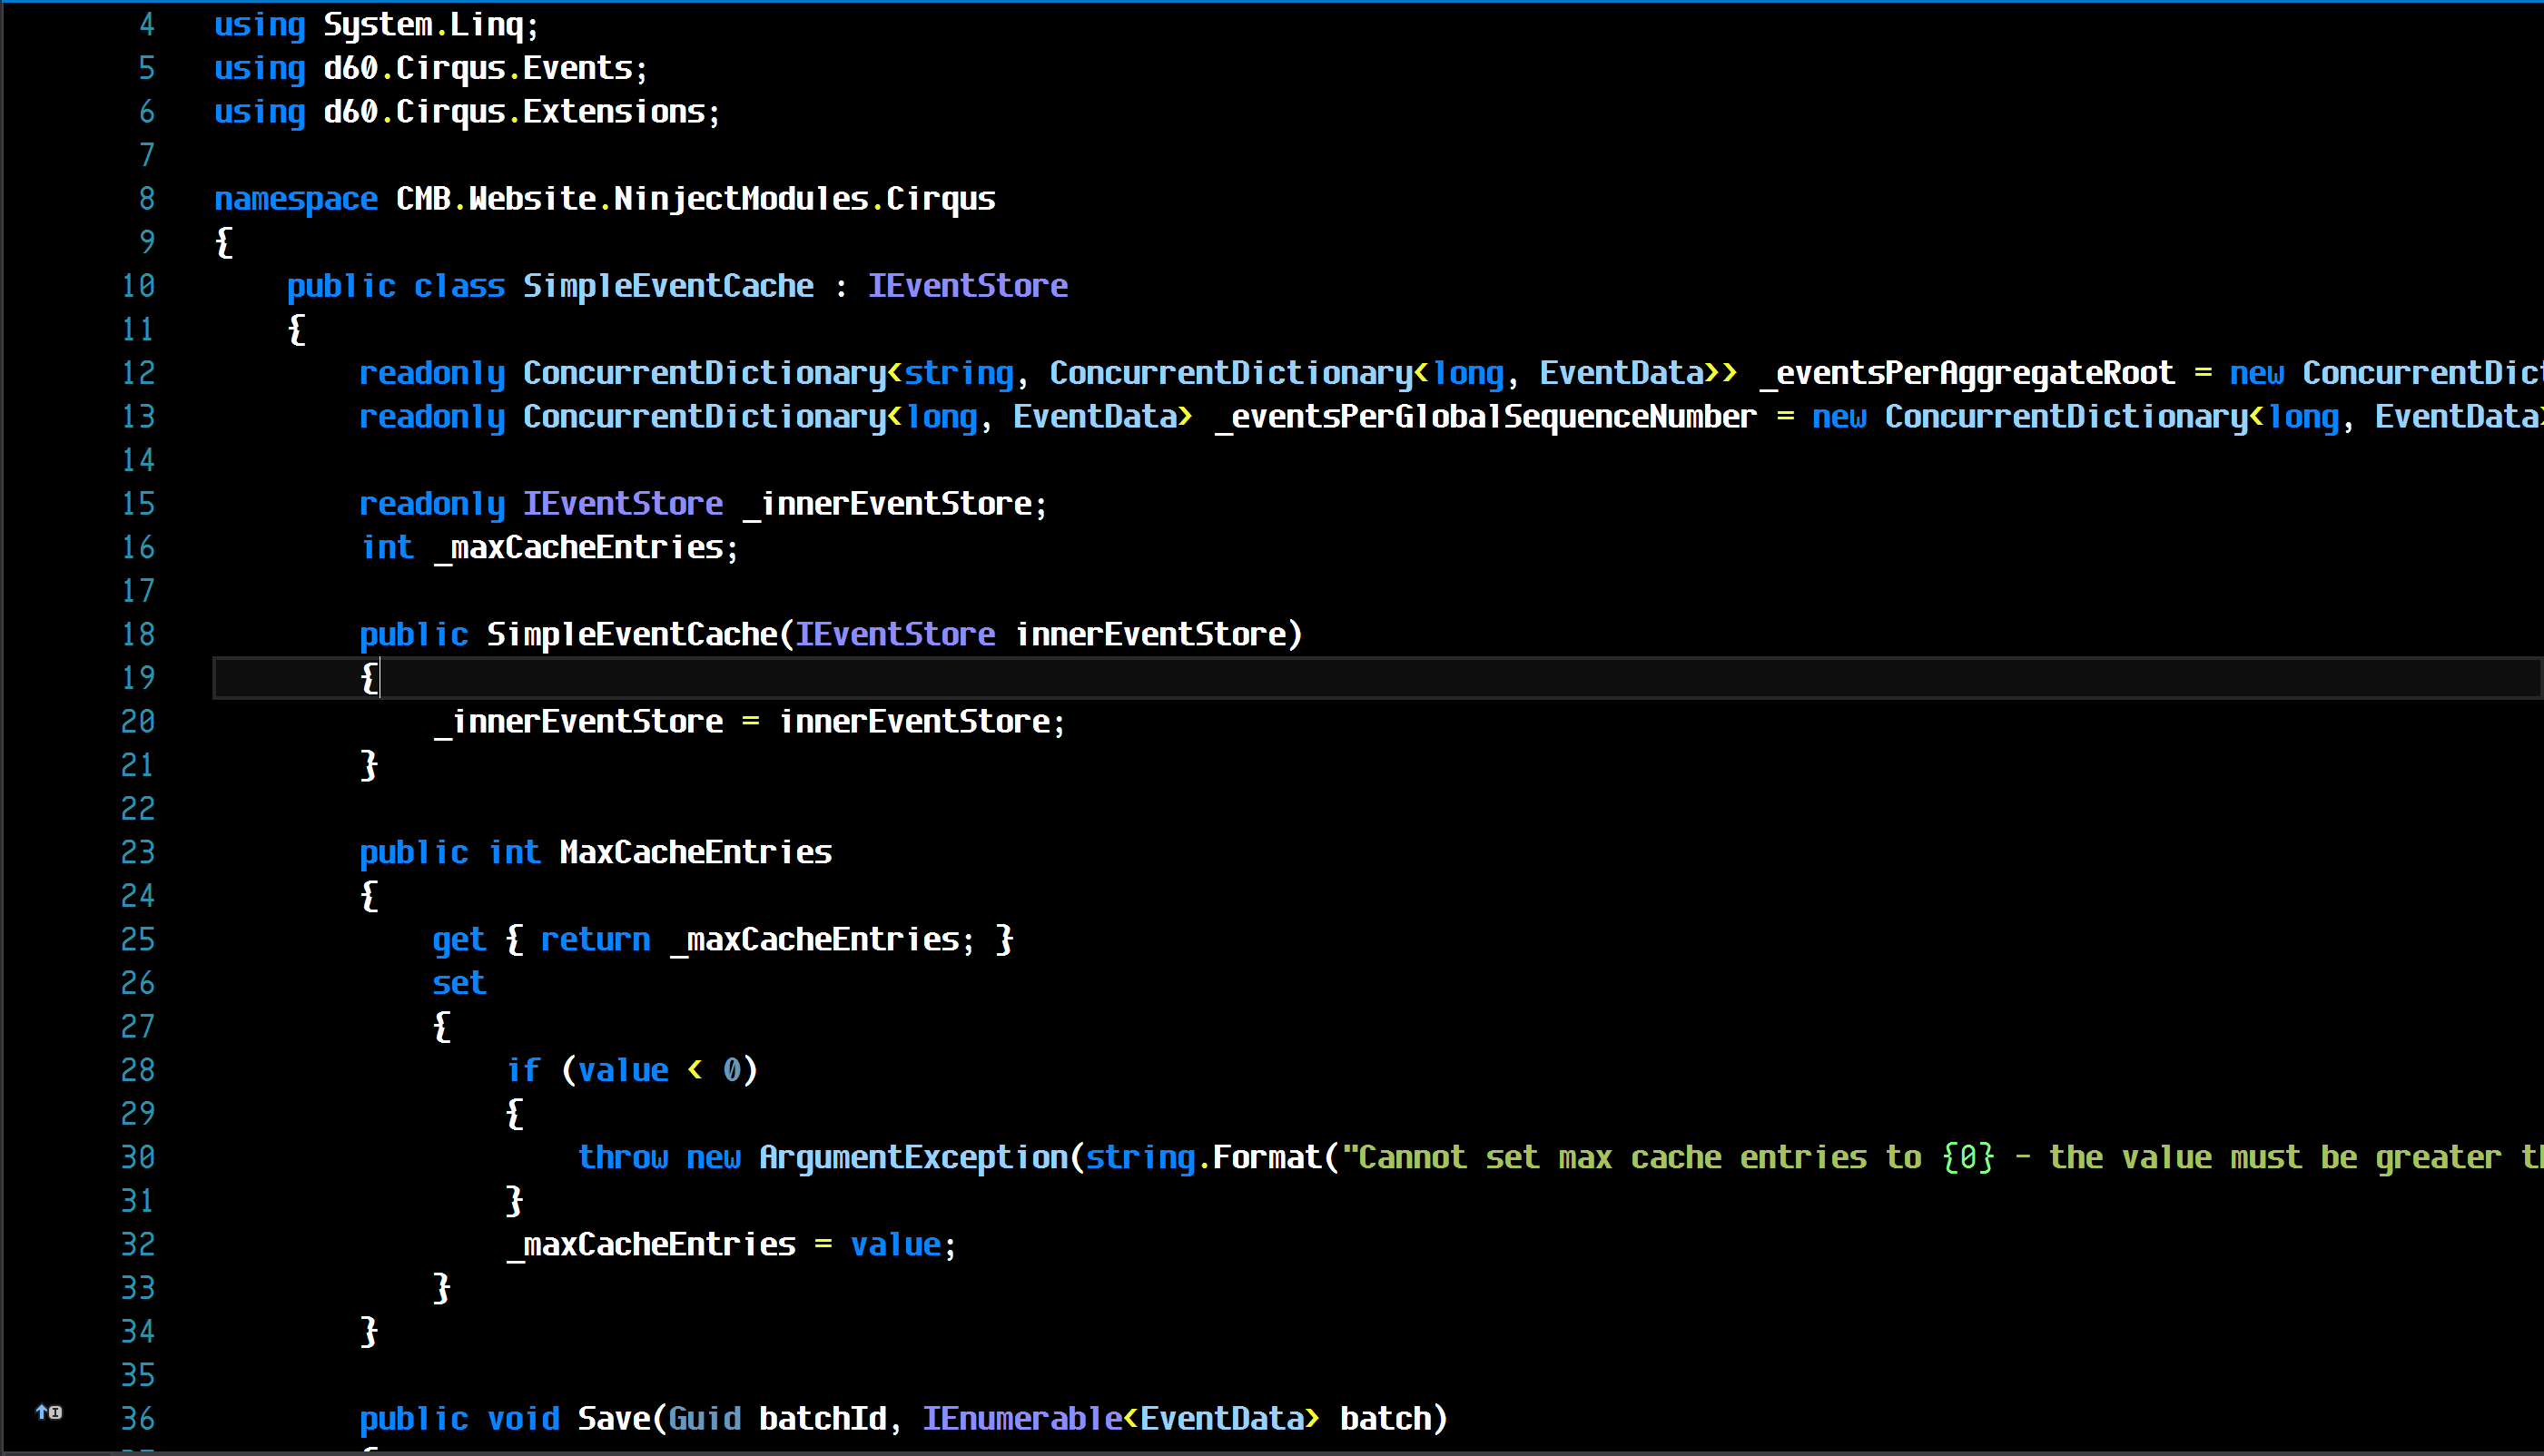 4 using System.Linq;
5 using d60.Cirqus.Events;
6 using d60.Cirqus.Extensions;
7
8 namespace CMB.Website.NinjectModules.Cirqus
9 {
10 public class SimpleEventCache : IEventStore
11 {
12 readonly ConcurrentDictionary<string, ConcurrentDictionary<long, EventData>> _eventsPerAggregateRoot = new ConcurrentDict
13 readonly ConcurrentDictionary<long, EventData> _eventsPerGlobalSequenceNumber = new ConcurrentDictionary<long, EventData>
14
15 readonly IEventStore _innerEventStore;
16 int _maxCacheEntries;
17
18 public SimpleEventCache(IEventStore innerEventStore)
19 {
20 _innerEventStore = innerEventStore;
21 }
22
23 public int MaxCacheEntries
24 {
25 get { return _maxCacheEntries; }
26 set
27 {
28 if (value < 0)
29 {
30 throw new ArgumentException(string.Format("Cannot set max cache entries to {0} - the value must be greater th
31 }
32 _maxCacheEntries = value;
33 }
34 }
35
36 public void Save(Guid batchId, IEnumerable<EventData> batch)